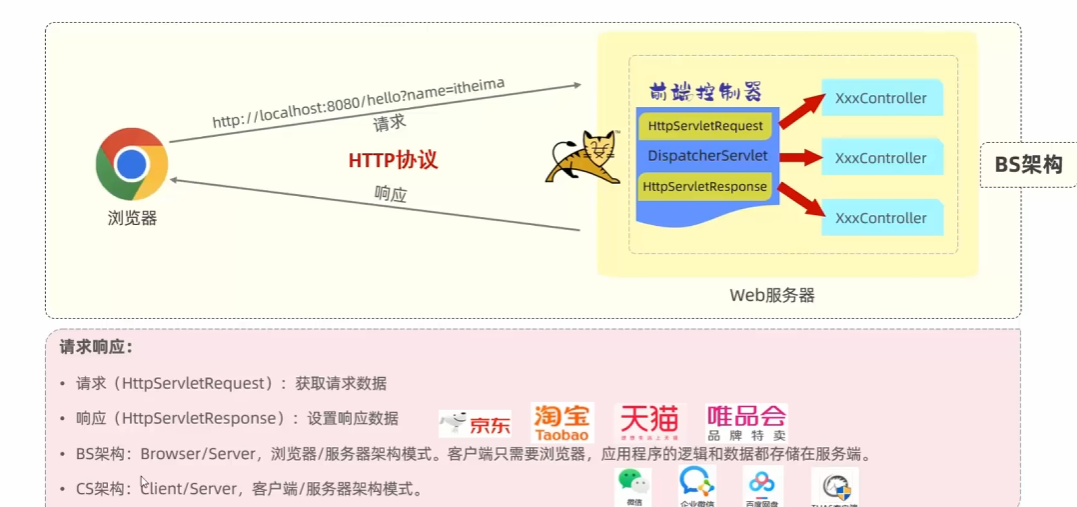 http://localhost:8080/hello?name=itheima
请求
HTTP协议
响应
浏览器
前端控制器
HttpServletRequest
DispatcherServlet
HttpServletResponse
XxxController
XxxController
XxxController
BS架构
Web服务器
请求响应：
• 请求（HttpServletRequest）：获取请求数据
• 响应（HttpServletResponse）：设置响应数据
京东
淘宝
Taobao
天猫
唯品会
品牌特卖
• BS架构：Browser/Server，浏览器/服务器架构模式。客户端只需要浏览器，应用程序的逻辑和数据都存储在服务端。
• CS架构：Client/Server，客户端/服务器架构模式。
微信
企业微信
百度网盘